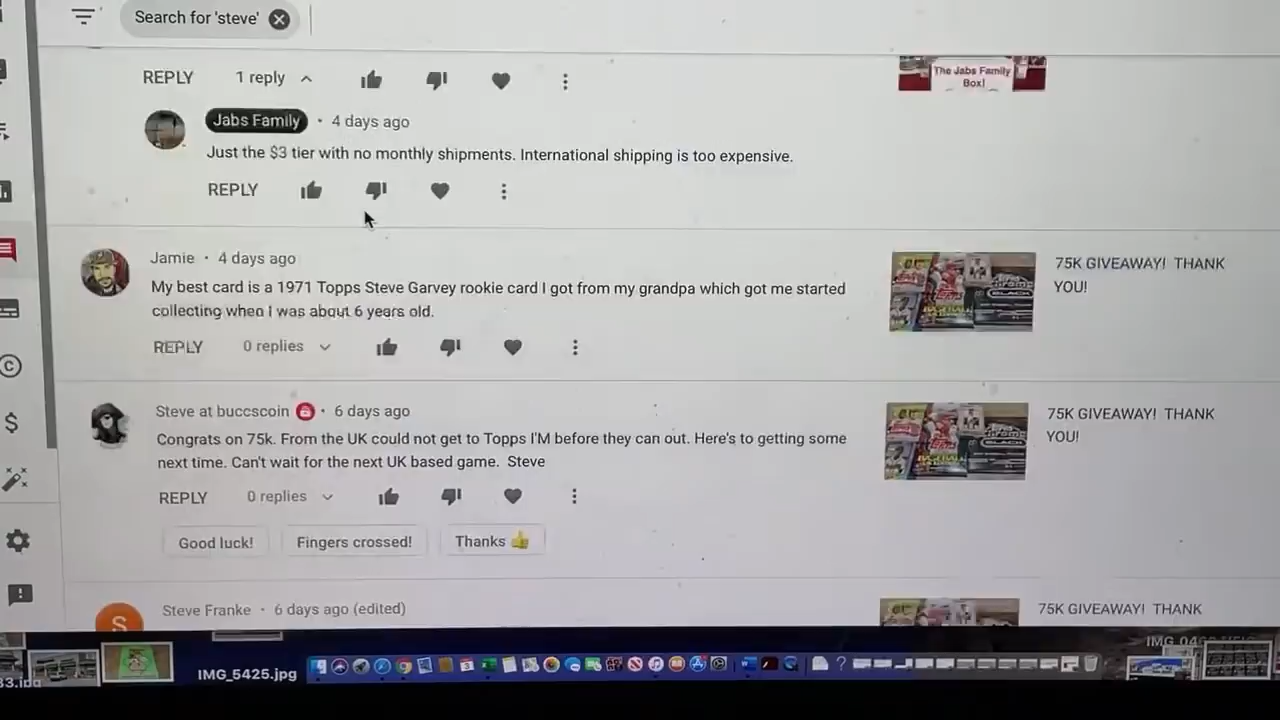 Search for 'steve'
REPLY 1 reply
The Jabs Family
Box!
Jabs Family • 4 days ago
Just the $3 tier with no monthly shipments. International shipping is too expensive.
REPLY
Jamie • 4 days ago
My best card is a 1971 Topps Steve Garvey rookie card I got from my grandpa which got me started
collecting when I was about 6 years old.
REPLY 0 replies
75K GIVEAWAY! THANK
YOU!
Steve at buccscoin • 6 days ago
Congrats on 75k. From the UK could not get to Topps I'M before they can out. Here's to getting some
next time. Can't wait for the next UK based game. Steve
REPLY 0 replies
75K GIVEAWAY! THANK
YOU!
Good luck! Fingers crossed! Thanks 👍
S
Steve Franke • 6 days ago (edited)
75K GIVEAWAY! THANK
IMG_5425.jpg